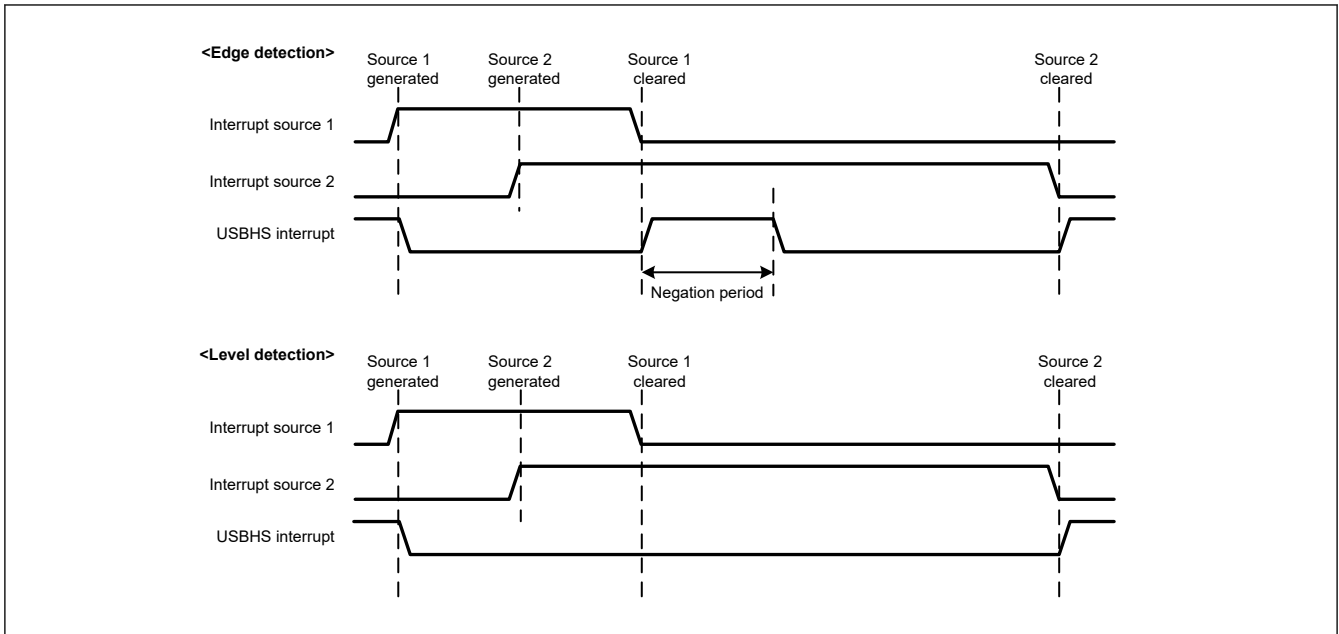 <Edge detection>
Source 1
generated
Source 2
generated
Source 1
cleared
Source 2
cleared
Interrupt source 1
Interrupt source 2
USBHS interrupt
Negation period
<Level detection>
Source 1
generated
Source 2
generated
Source 1
cleared
Source 2
cleared
Interrupt source 1
Interrupt source 2
USBHS interrupt